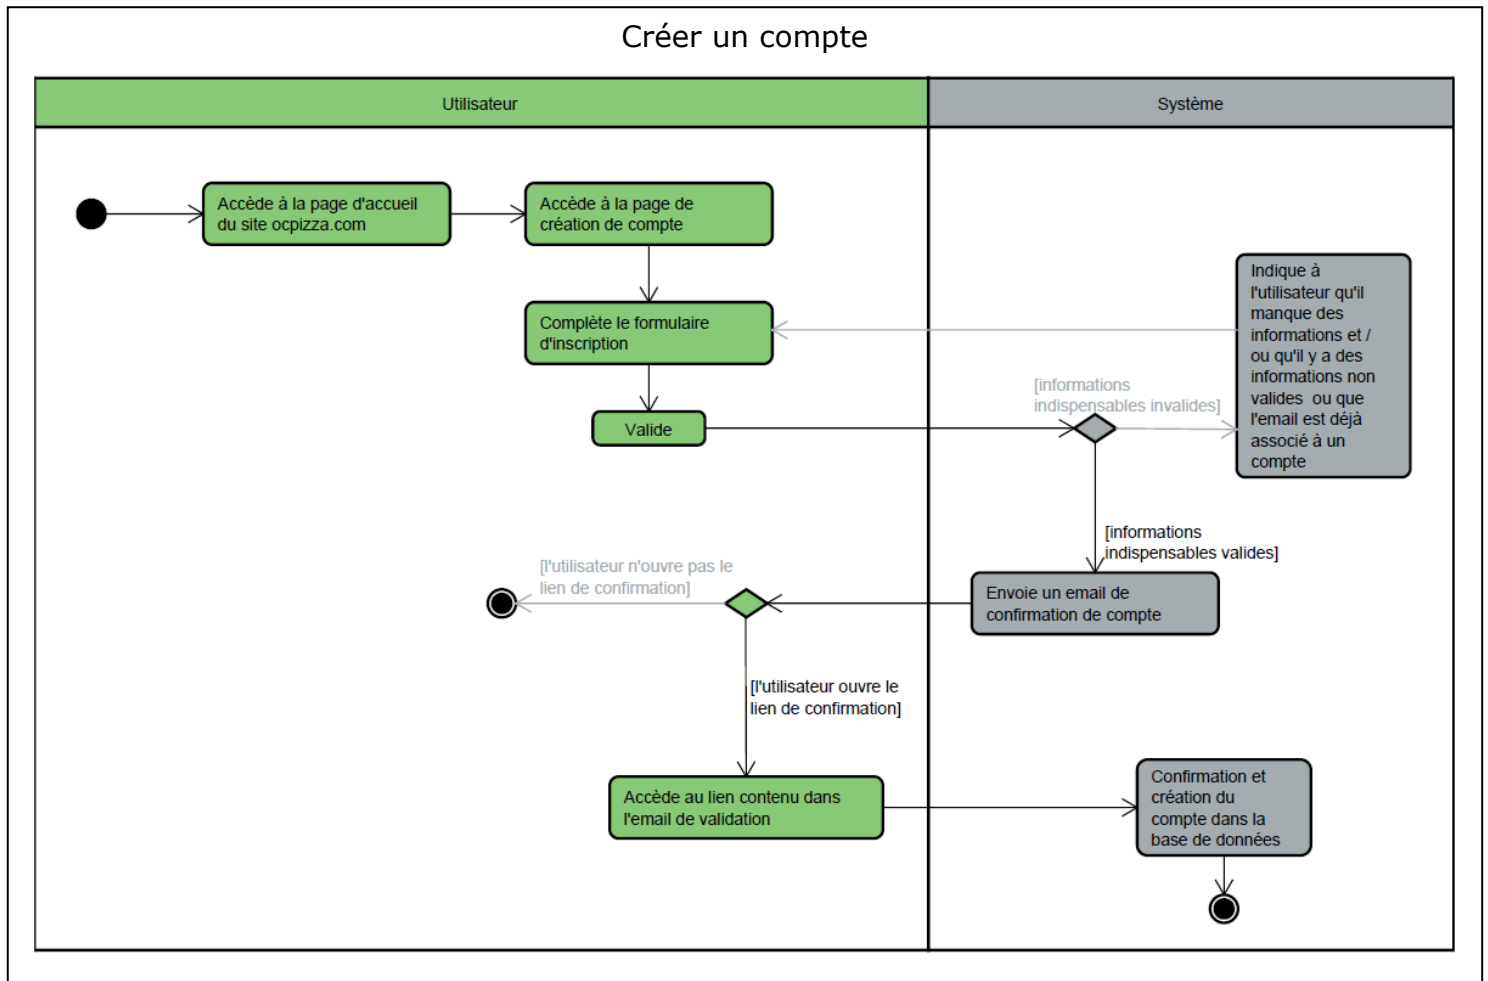 Créer un compte
Utilisateur
Système
Accède à la page d'accueil
du site ocpizza.com
Accède à la page de
création de compte
Complète le formulaire
d'inscription
Valide
[informations
indispensables invalides]
Indique à
l'utilisateur qu'il
manque des
informations et /
ou qu'il y a des
informations non
valides ou que
l'email est déjà
associé à un
compte
[informations
indispensables valides]
Envoie un email de
confirmation de compte
[l'utilisateur n'ouvre pas le
lien de confirmation]
[l'utilisateur ouvre le
lien de confirmation]
Accède au lien contenu dans
l'email de validation
Confirmation et
création du
compte dans la
base de données